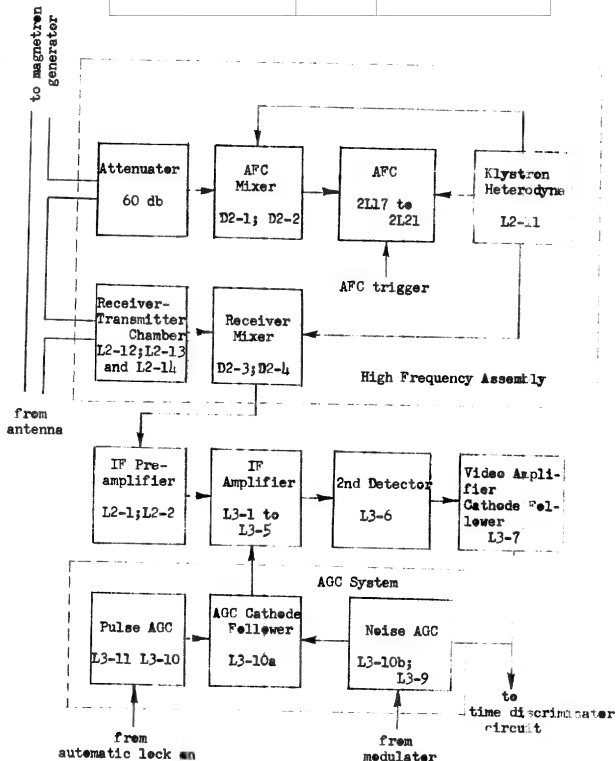 to magnetron
generator
Attenuator
60 db
AFC
Mixer
D2-1; D2-2
AFC
2L17 to
2L21
Klystron
Heterodyne
L2-11
AFC trigger
Receiver-
Transmitter
Chamber
L2-12;L2-13
and L2-14
Receiver
Mixer
D2-3;D2-4
High Frequency Assembly
from
antenna
IF Pre-
amplifier
L2-1;L2-2
IF
Amplifier
L3-1 to
L3-5
2nd Detector
L3-6
Video Ampli-
fier
Cathode Fol-
lower
L3-7
AGC System
Pulse AGC
L3-11 L3-10
AGC Cathode
Follower
L3-10a
Noise AGC
L3-10b;
L3-9
to
time discriminator
circuit
from
automatic lock on
from
modulator